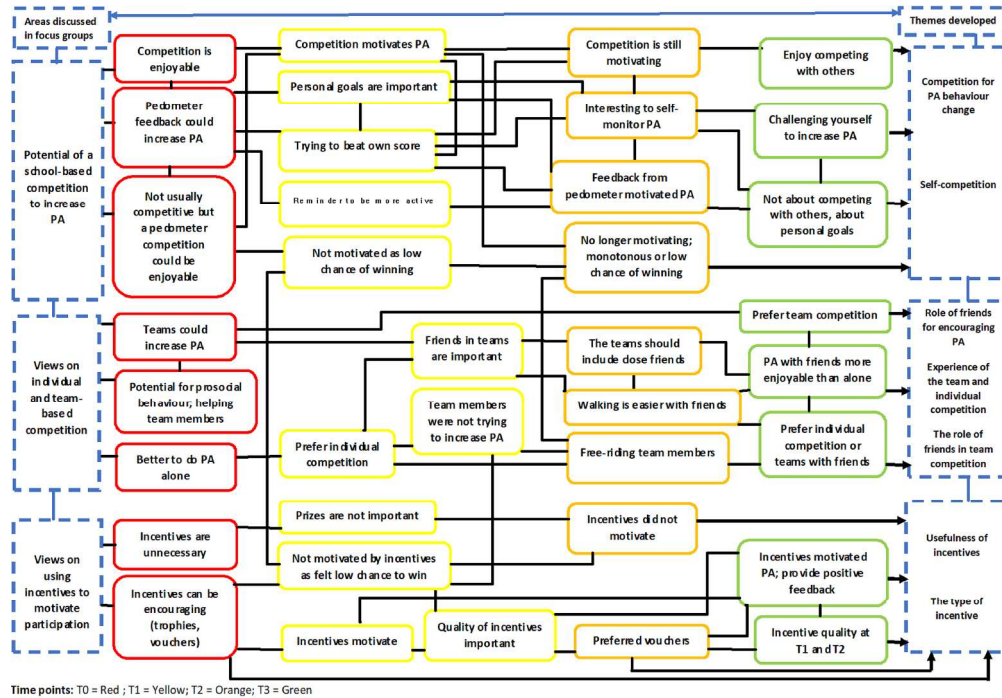 Areas discussed
in focus groups
Themes developed
Competition is
enjoyable
Competition motivates PA
Competition is still
motivating
Enjoy competing
with others
Potential of a
school-based
competition
to increase PA
Pedometer
feedback could
increase PA
Personal goals are important
Interesting to self-
monitor PA
Challenging yourself
to increase PA
Competition for
PA behaviour
change
Trying to beat own score
Not usually
competitive but
a pedometer
competition
could be
enjoyable
Reminder to be more active
Feedback from
pedometer motivated PA
Not about competing
with others, about
personal goals
Self-competition
Not motivated as low
chance of winning
No longer motivating;
monotonous or low
chance of winning
Views on
individual
and team-
based
competition
Teams could
increase PA
Friends in teams
are important
The teams should
include close friends
Prefer team competition
Role of friends
for encouraging
PA
Potential for prosocial
behaviour; helping
team members
Team members
were not trying
to increase PA
Walking is easier with friends
PA with friends more
enjoyable than alone
Experience of
the team and
individual
competition
Better to do PA
alone
Prefer individual
competition
Free-riding team members
Prefer individual
competition or
teams with friends
The role of
friends in team
competition
Views on
using
incentives to
motivate
participation
Incentives are
unnecessary
Prizes are not important
Incentives did not
motivate
Usefulness of
incentives
Not motivated by incentives
as felt low chance to win
Incentives motivated
PA; provide positive
feedback
Incentives can be
encouraging
(trophies,
vouchers)
Incentives motivate
Quality of incentives
important
Preferred vouchers
Incentive quality at
T1 and T2
The type of
incentive
Time points: T0 = Red ; T1 = Yellow; T2 = Orange; T3 = Green